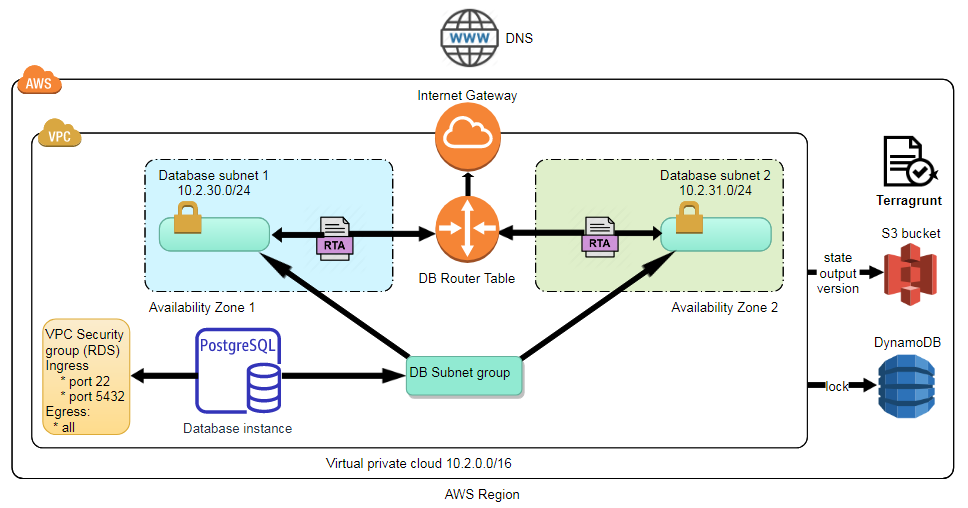 WWW
DNS
AWS
Internet Gateway
VPC
Database subnet 1
10.2.30.0/24
Database subnet 2
10.2.31.0/24
Terragrunt
RTA
RTA
S3 bucket
DB Router Table
state
output
version
Availability Zone 1
Availability Zone 2
VPC Security
group (RDS)
Ingress
* port 22
* port 5432
Egress:
* all
PostgreSQL
Database instance
DB Subnet group
DynamoDB
lock
Virtual private cloud 10.2.0.0/16
AWS Region